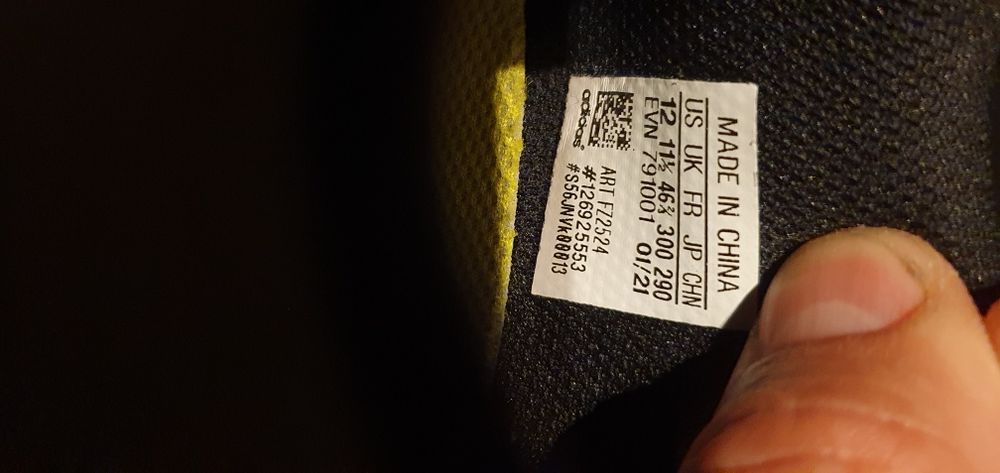 MADE IN CHINA
US UK FR JP CHN
12 11½ 46⅔ 300 290
EVN 791001 01/21
ART FZ2524
#126925553
#S56JNVK00013
adidas